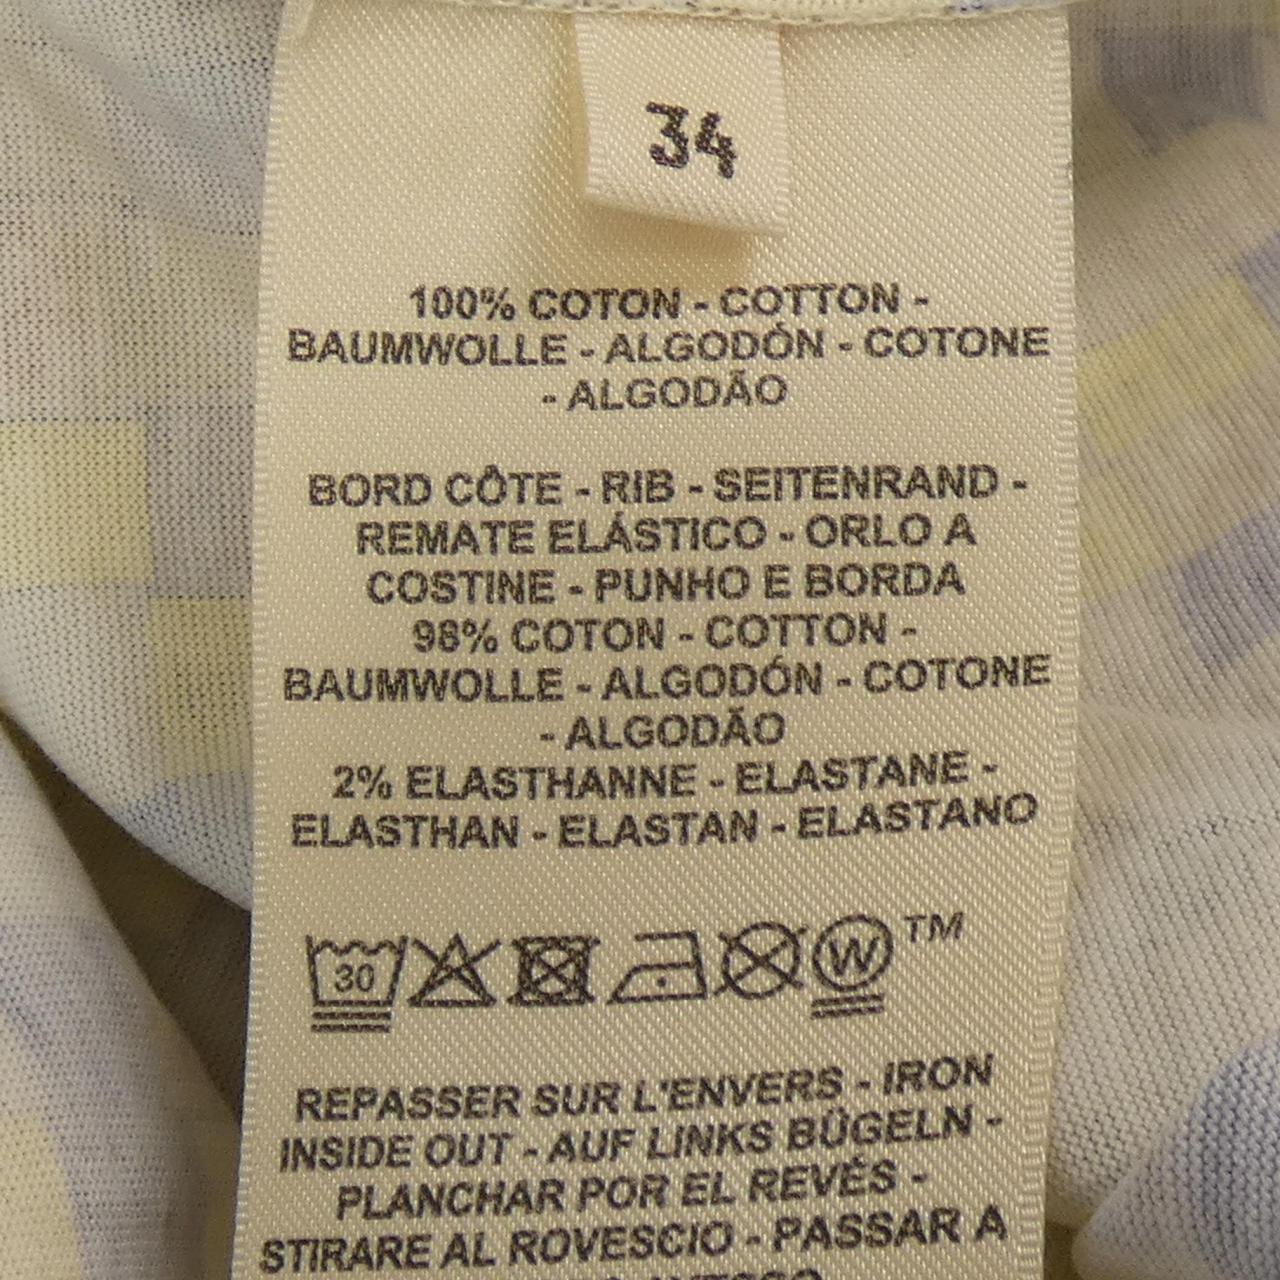 34
100% COTON - COTTON -
BAUMWOLLE - ALGODÓN - COTONE
- ALGODÃO
BORD CÔTE - RIB - SEITENRAND -
REMATE ELÁSTICO - ORLO A
COSTINE - PUNHO E BORDA
98% COTON - COTTON -
BAUMWOLLE - ALGODÓN - COTONE
- ALGODÃO
2% ELASTHANNE - ELASTANE -
ELASTHAN - ELASTAN - ELASTANO
30 W TM
REPASSER SUR L'ENVERS - IRON
INSIDE OUT - AUF LINKS BÜGELN -
PLANCHAR POR EL REVÉS -
STIRARE AL ROVESCIO - PASSAR A